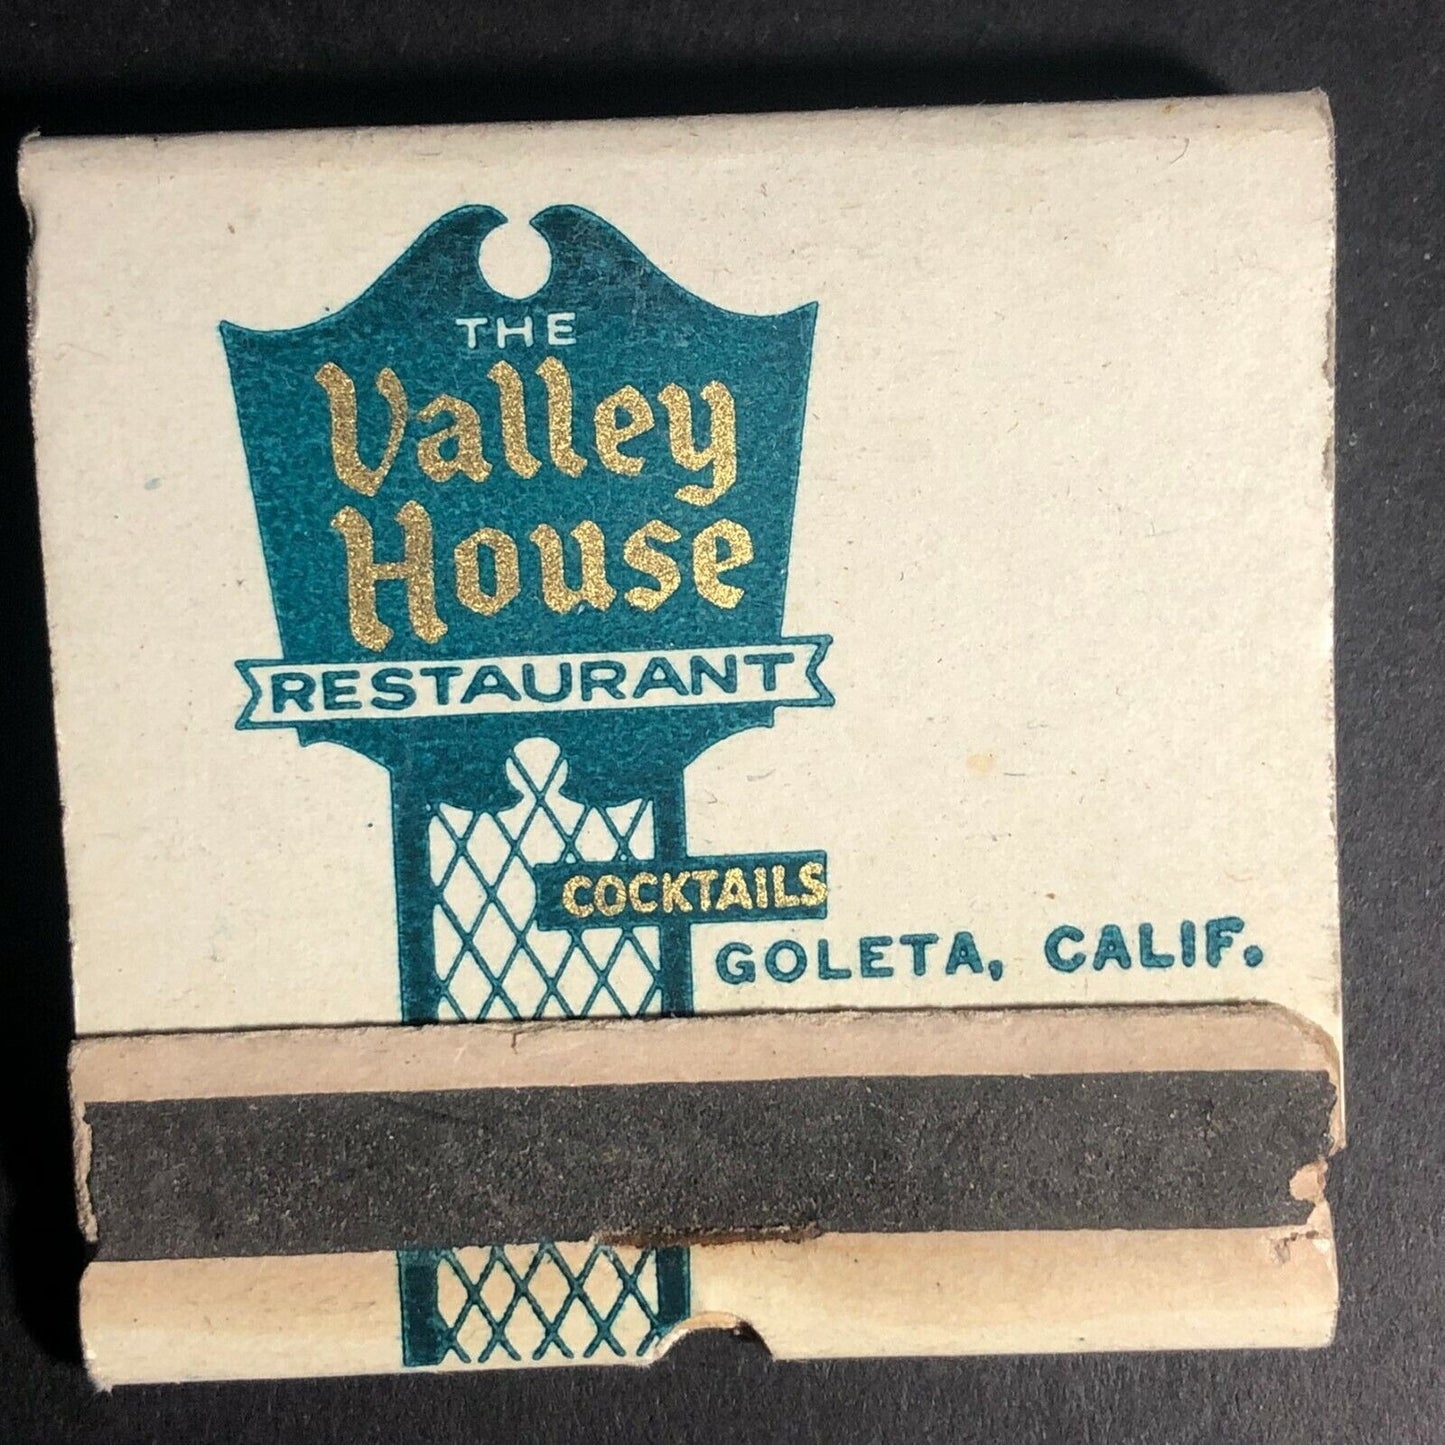 THE
Valley
House
RESTAURANT
COCKTAILS
GOLETA, CALIF.